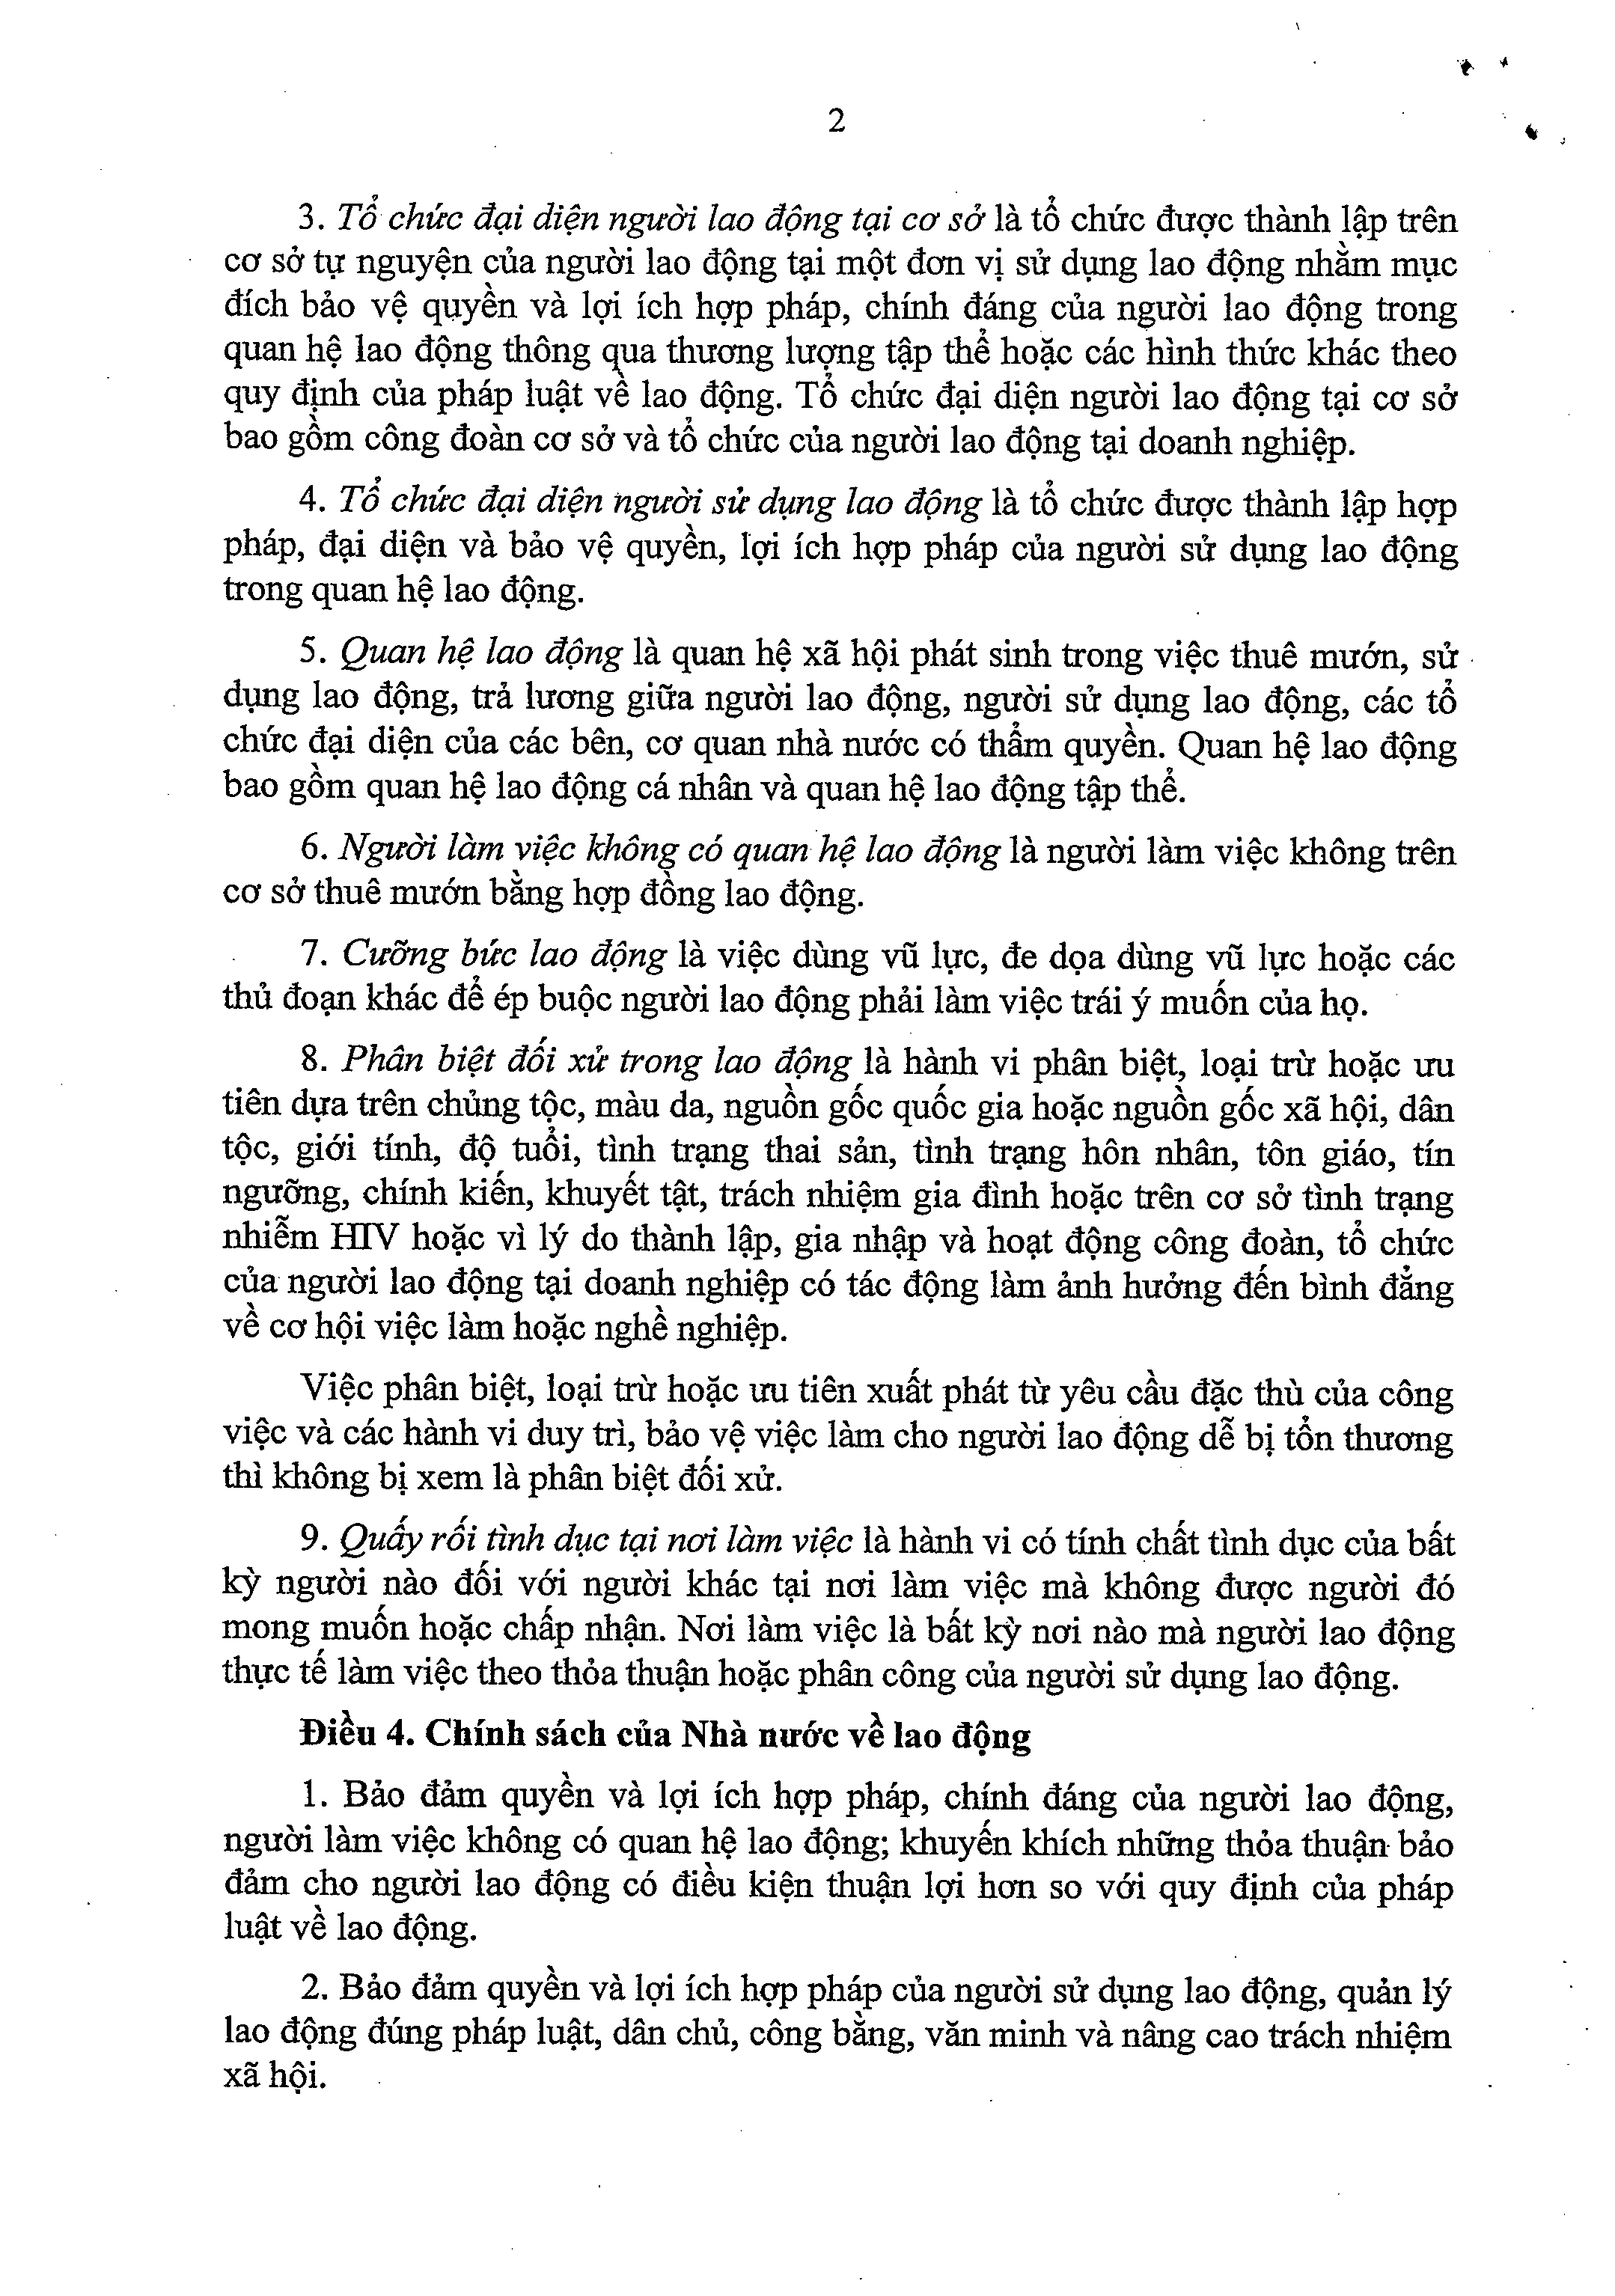 2
3. Tổ chức đại diện người lao động tại cơ sở là tổ chức được thành lập trên
cơ sở tự nguyện của người lao động tại một đơn vị sử dụng lao động nhằm mục
đích bảo vệ quyền và lợi ích hợp pháp, chính đáng của người lao động trong
quan hệ lao động thông qua thương lượng tập thể hoặc các hình thức khác theo
quy định của pháp luật về lao động. Tổ chức đại diện người lao động tại cơ sở
bao gồm công đoàn cơ sở và tổ chức của người lao động tại doanh nghiệp.
4. Tổ chức đại diện người sử dụng lao động là tổ chức được thành lập hợp
pháp, đại diện và bảo vệ quyền, lợi ích hợp pháp của người sử dụng lao động
trong quan hệ lao động.
5. Quan hệ lao động là quan hệ xã hội phát sinh trong việc thuê mướn, sử
dụng lao động, trả lương giữa người lao động, người sử dụng lao động, các tổ
chức đại diện của các bên, cơ quan nhà nước có thẩm quyền. Quan hệ lao động
bao gồm quan hệ lao động cá nhân và quan hệ lao động tập thể.
6. Người làm việc không có quan hệ lao động là người làm việc không trên
cơ sở thuê mướn bằng hợp đồng lao động.
7. Cưỡng bức lao động là việc dùng vũ lực, đe dọa dùng vũ lực hoặc các
thủ đoạn khác để ép buộc người lao động phải làm việc trái ý muốn của họ.
8. Phân biệt đối xử trong lao động là hành vi phân biệt, loại trừ hoặc ưu
tiên dựa trên chủng tộc, màu da, nguồn gốc quốc gia hoặc nguồn gốc xã hội, dân
tộc, giới tính, độ tuổi, tình trạng thai sản, tình trạng hôn nhân, tôn giáo, tín
ngưỡng, chính kiến, khuyết tật, trách nhiệm gia đình hoặc trên cơ sở tình trạng
nhiễm HIV hoặc vì lý do thành lập, gia nhập và hoạt động công đoàn, tổ chức
của người lao động tại doanh nghiệp có tác động làm ảnh hưởng đến bình đẳng
về cơ hội việc làm hoặc nghề nghiệp.
Việc phân biệt, loại trừ hoặc ưu tiên xuất phát từ yêu cầu đặc thù của công
việc và các hành vi duy trì, bảo vệ việc làm cho người lao động dễ bị tổn thương
thì không bị xem là phân biệt đối xử.
9. Quấy rối tình dục tại nơi làm việc là hành vi có tính chất tình dục của bất
kỳ người nào đối với người khác tại nơi làm việc mà không được người đó
mong muốn hoặc chấp nhận. Nơi làm việc là bất kỳ nơi nào mà người lao động
thực tế làm việc theo thỏa thuận hoặc phân công của người sử dụng lao động.
Điều 4. Chính sách của Nhà nước về lao động
1. Bảo đảm quyền và lợi ích hợp pháp, chính đáng của người lao động,
người làm việc không có quan hệ lao động; khuyến khích những thỏa thuận bảo
đảm cho người lao động có điều kiện thuận lợi hơn so với quy định của pháp
luật về lao động.
2. Bảo đảm quyền và lợi ích hợp pháp của người sử dụng lao động, quản lý
lao động đúng pháp luật, dân chủ, công bằng, văn minh và nâng cao trách nhiệm
xã hội.